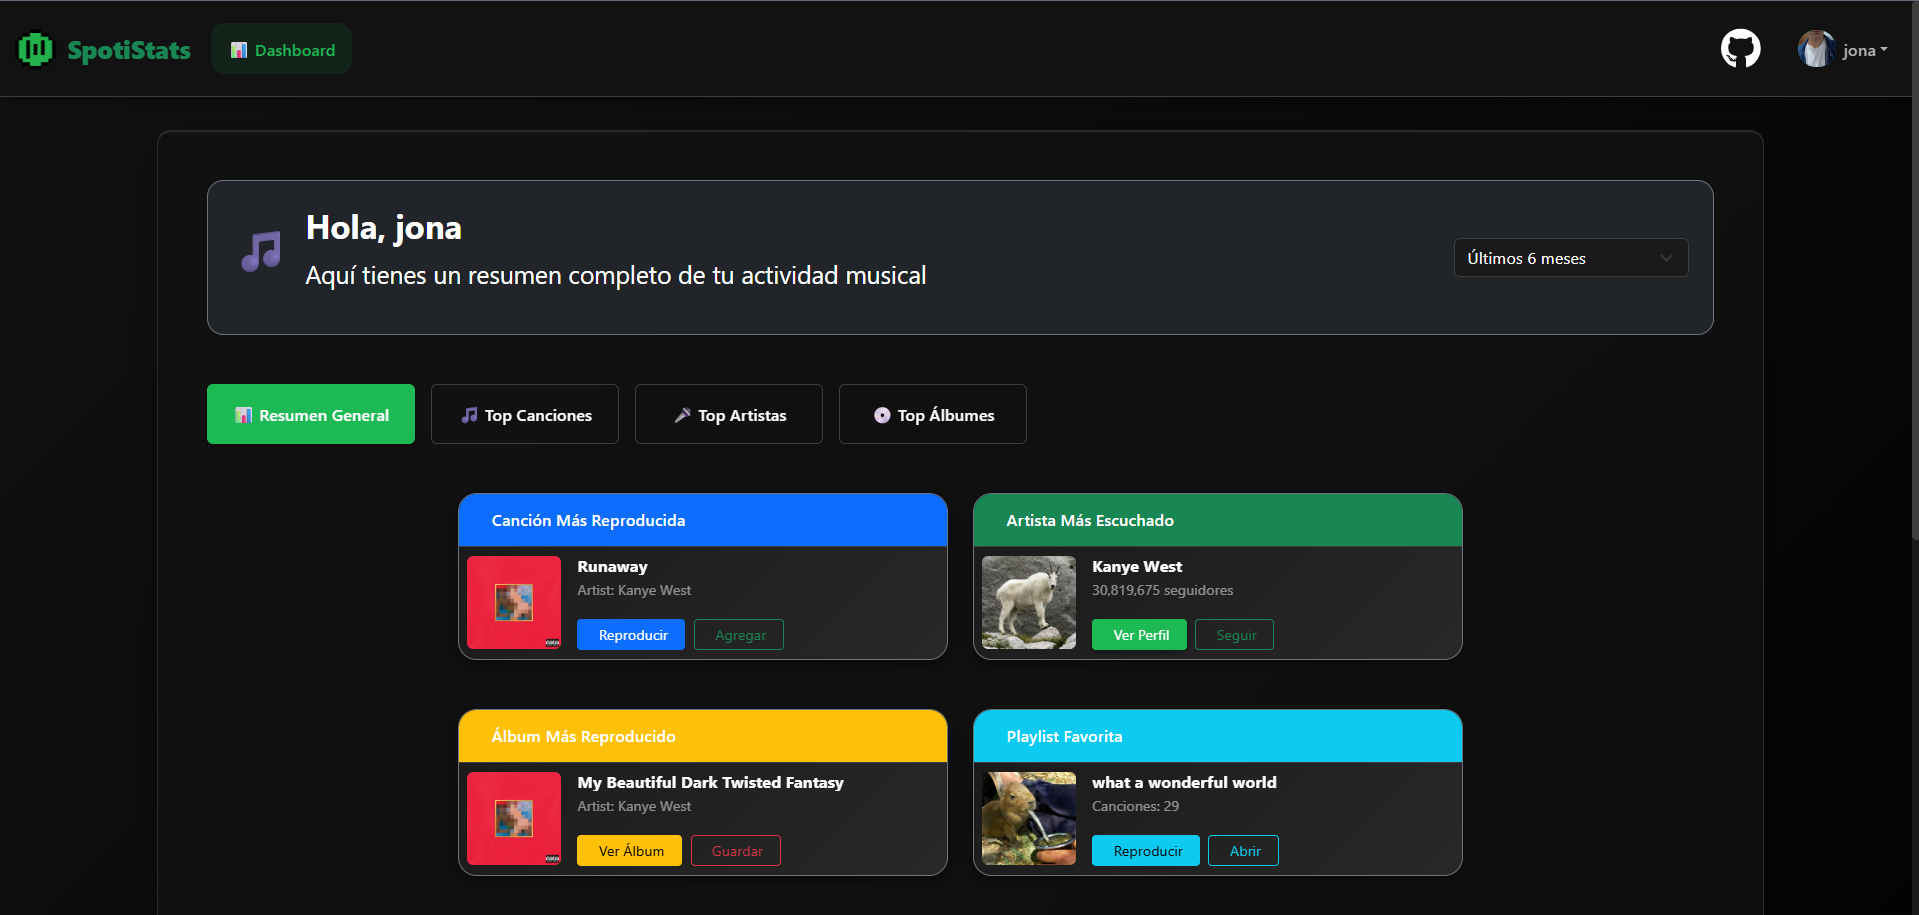 SpotiStats
Dashboard
jona
Hola, jona
Aquí tienes un resumen completo de tu actividad musical
Últimos 6 meses
Resumen General
Top Canciones
Top Artistas
Top Álbumes
Canción Más Reproducida
Runaway
Artist: Kanye West
Reproducir
Agregar
Artista Más Escuchado
Kanye West
30,819,675 seguidores
Ver Perfil
Seguir
Álbum Más Reproducido
My Beautiful Dark Twisted Fantasy
Artist: Kanye West
Ver Álbum
Guardar
Playlist Favorita
what a wonderful world
Canciones: 29
Reproducir
Abrir